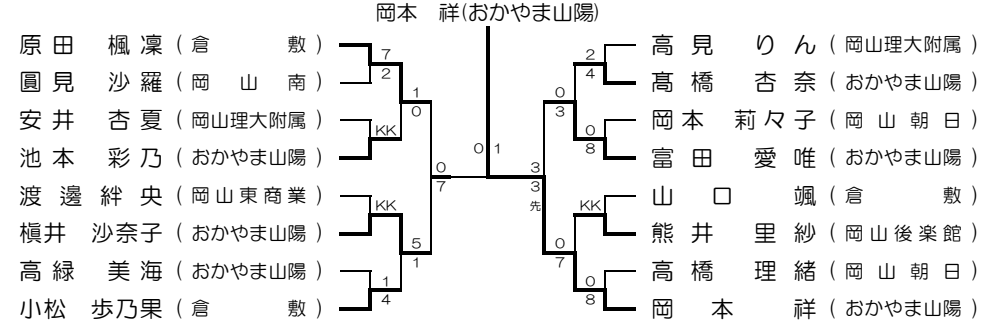 岡本 祥(おかやま山陽)
原田 楓凜 ( 倉 敷 )
圓見 沙羅 ( 岡 山 南 )
安井 杏夏 ( 岡山理大附属 )
池本 彩乃 ( おかやま山陽 )
渡邊 絆央 ( 岡山東商業 )
槇井 沙奈子 ( おかやま山陽 )
高緑 美海 ( おかやま山陽 )
小松 歩乃果 ( 倉 敷 )
7
2
KK
1
0
KK
1
4
5
1
0
7
0 1
3
3
先
2
4
0
8
0
3
KK
0
8
0
7
高見 りん ( 岡山理大附属 )
髙橋 杏奈 ( おかやま山陽 )
岡本 莉々子 ( 岡 山 朝 日 )
富田 愛唯 ( おかやま山陽 )
山口 颯 ( 倉 敷 )
熊井 里紗 ( 岡山後楽館 )
高橋 理緒 ( 岡 山 朝 日 )
岡本 祥 ( おかやま山陽 )